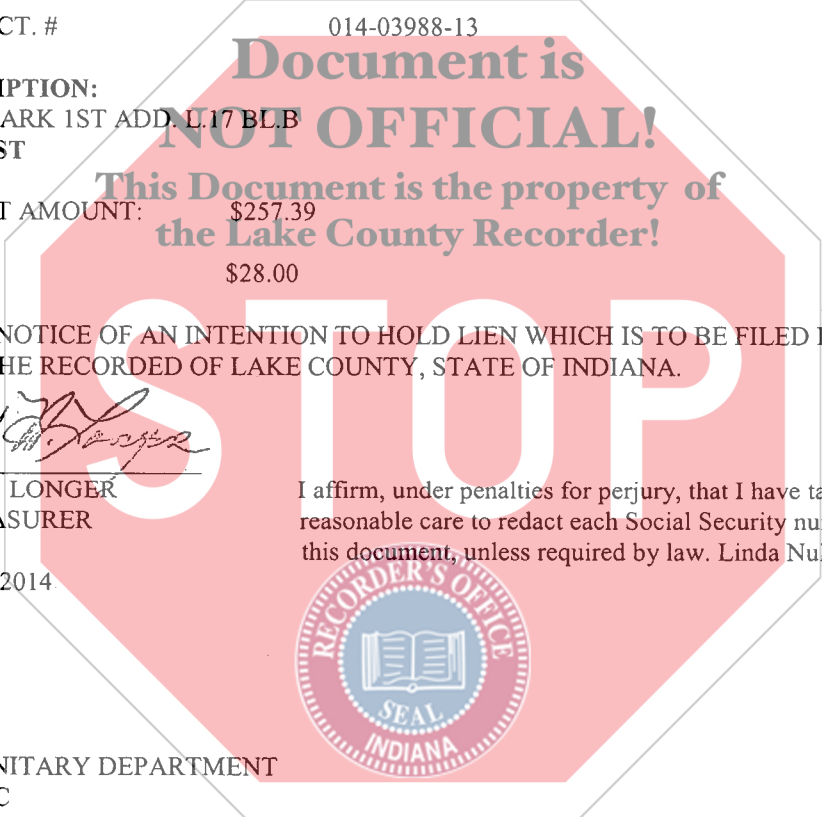 CT. # 014-03988-13
Document is
IPTION:
ARK 1ST ADD. L.17 BL.B
NOT OFFICIAL!
ST
This Document is the property of
T AMOUNT: $257.39
the Lake County Recorder!
$28.00
STOP
NOTICE OF AN INTENTION TO HOLD LIEN WHICH IS TO BE FILED
HE RECORDED OF LAKE COUNTY, STATE OF INDIANA.
LONGER
I affirm, under penalties for perjury, that I have ta
ASURER
reasonable care to redact each Social Security nu
this document, unless required by law. Linda Nu
2014
RECORDER'S OFFICE
SEAL
INDIANA
NITARY DEPARTMENT
C